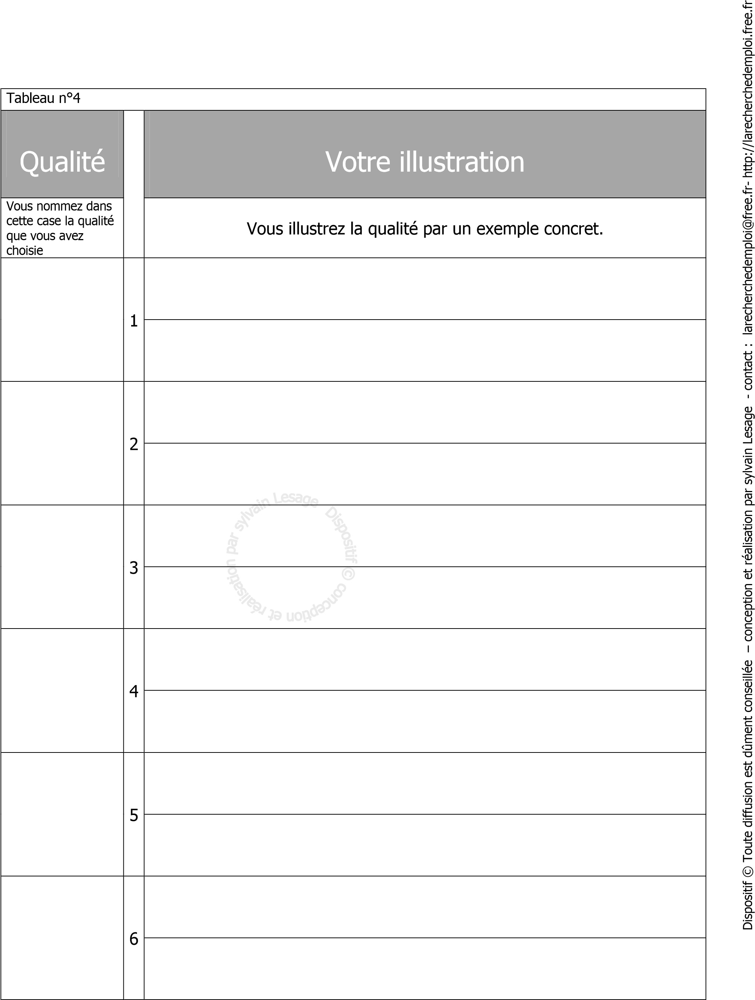 Tableau n°4
Qualité
Votre illustration
Vous nommez dans
cette case la qualité
que vous avez
choisie
Vous illustrez la qualité par un exemple concret.
1
2
3
4
5
6
Dispositif © conception et réalisation par sylvain Lesage
Dispositif © Toute diffusion est dûment conseillée – conception et réalisation par sylvain Lesage - contact : larecherchedemploi@free.fr- http://larecherchedemploi.free.fr